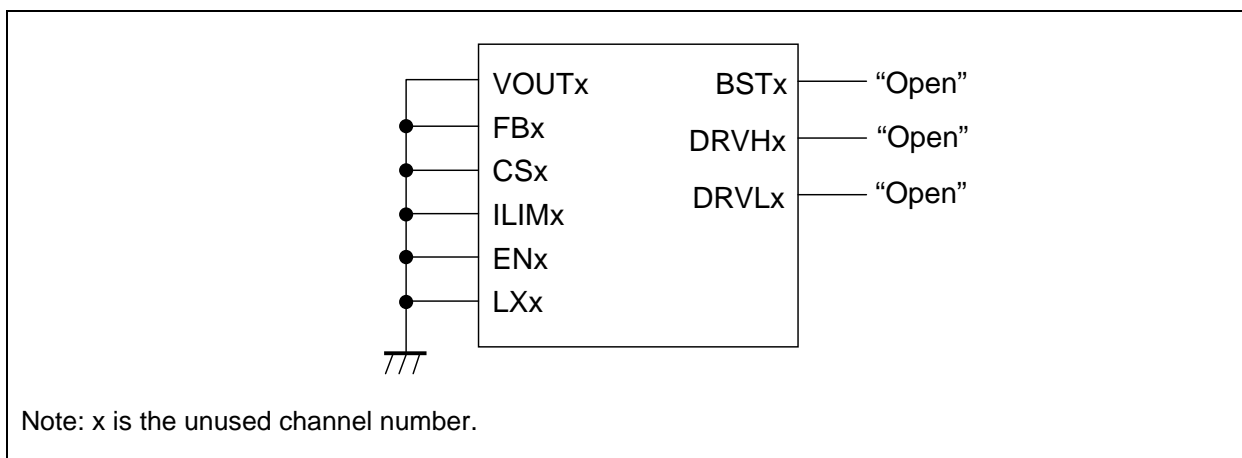 VOUTx
FBx
CSx
ILIMx
ENx
LXx
BSTx
DRVHx
DRVLx
“Open”
“Open”
“Open”
Note: x is the unused channel number.